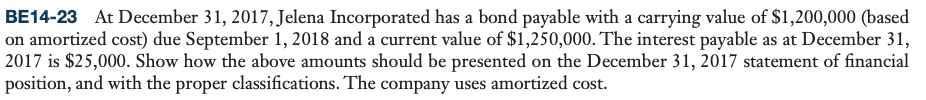 BE14-23 At December 31, 2017, Jelena Incorporated has a bond payable with a carrying value of $1,200,000 (based
on amortized cost) due September 1, 2018 and a current value of $1,250,000. The interest payable as at December 31,
2017 is $25,000. Show how the above amounts should be presented on the December 31, 2017 statement of financial
position, and with the proper classifications. The company uses amortized cost.